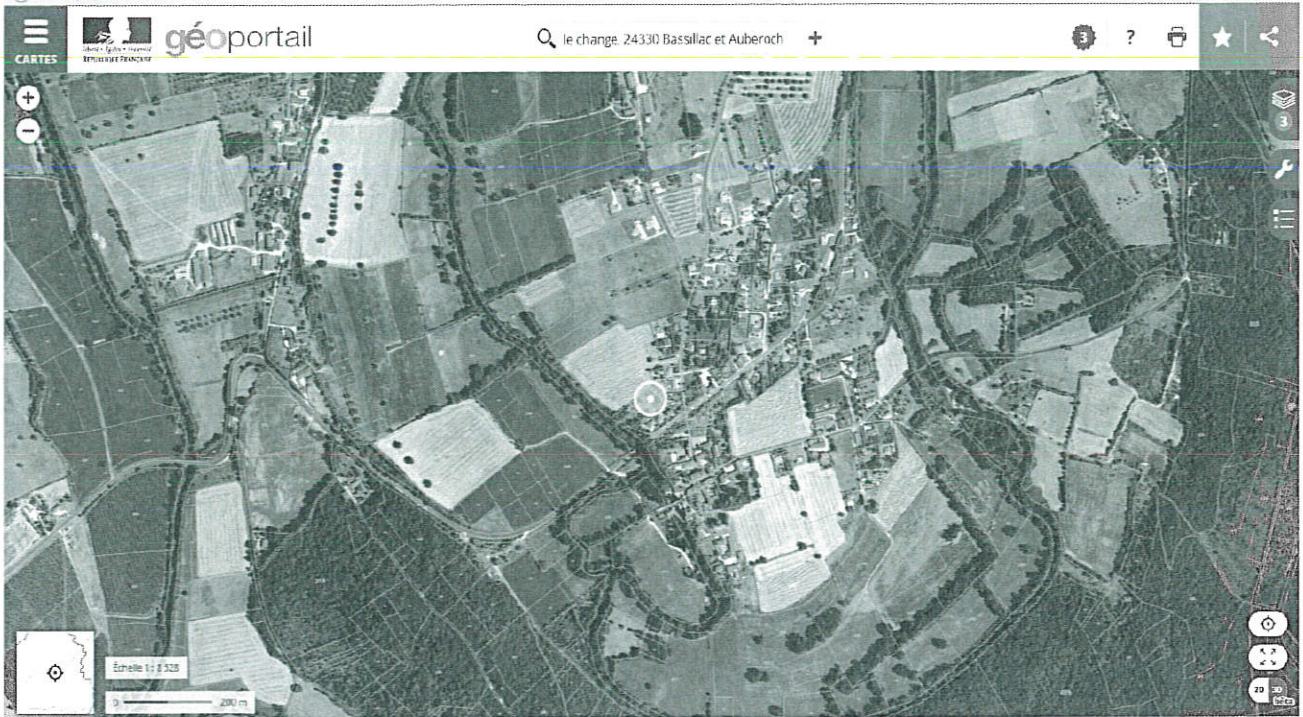 CARTES
RÉPUBLIQUE FRANÇAISE
géoportail
le change, 24330 Bassillac et Auberoch
+
3
?
+
−
3
Échelle 1 : 8 528
0 200 m
2D 3D
bêta